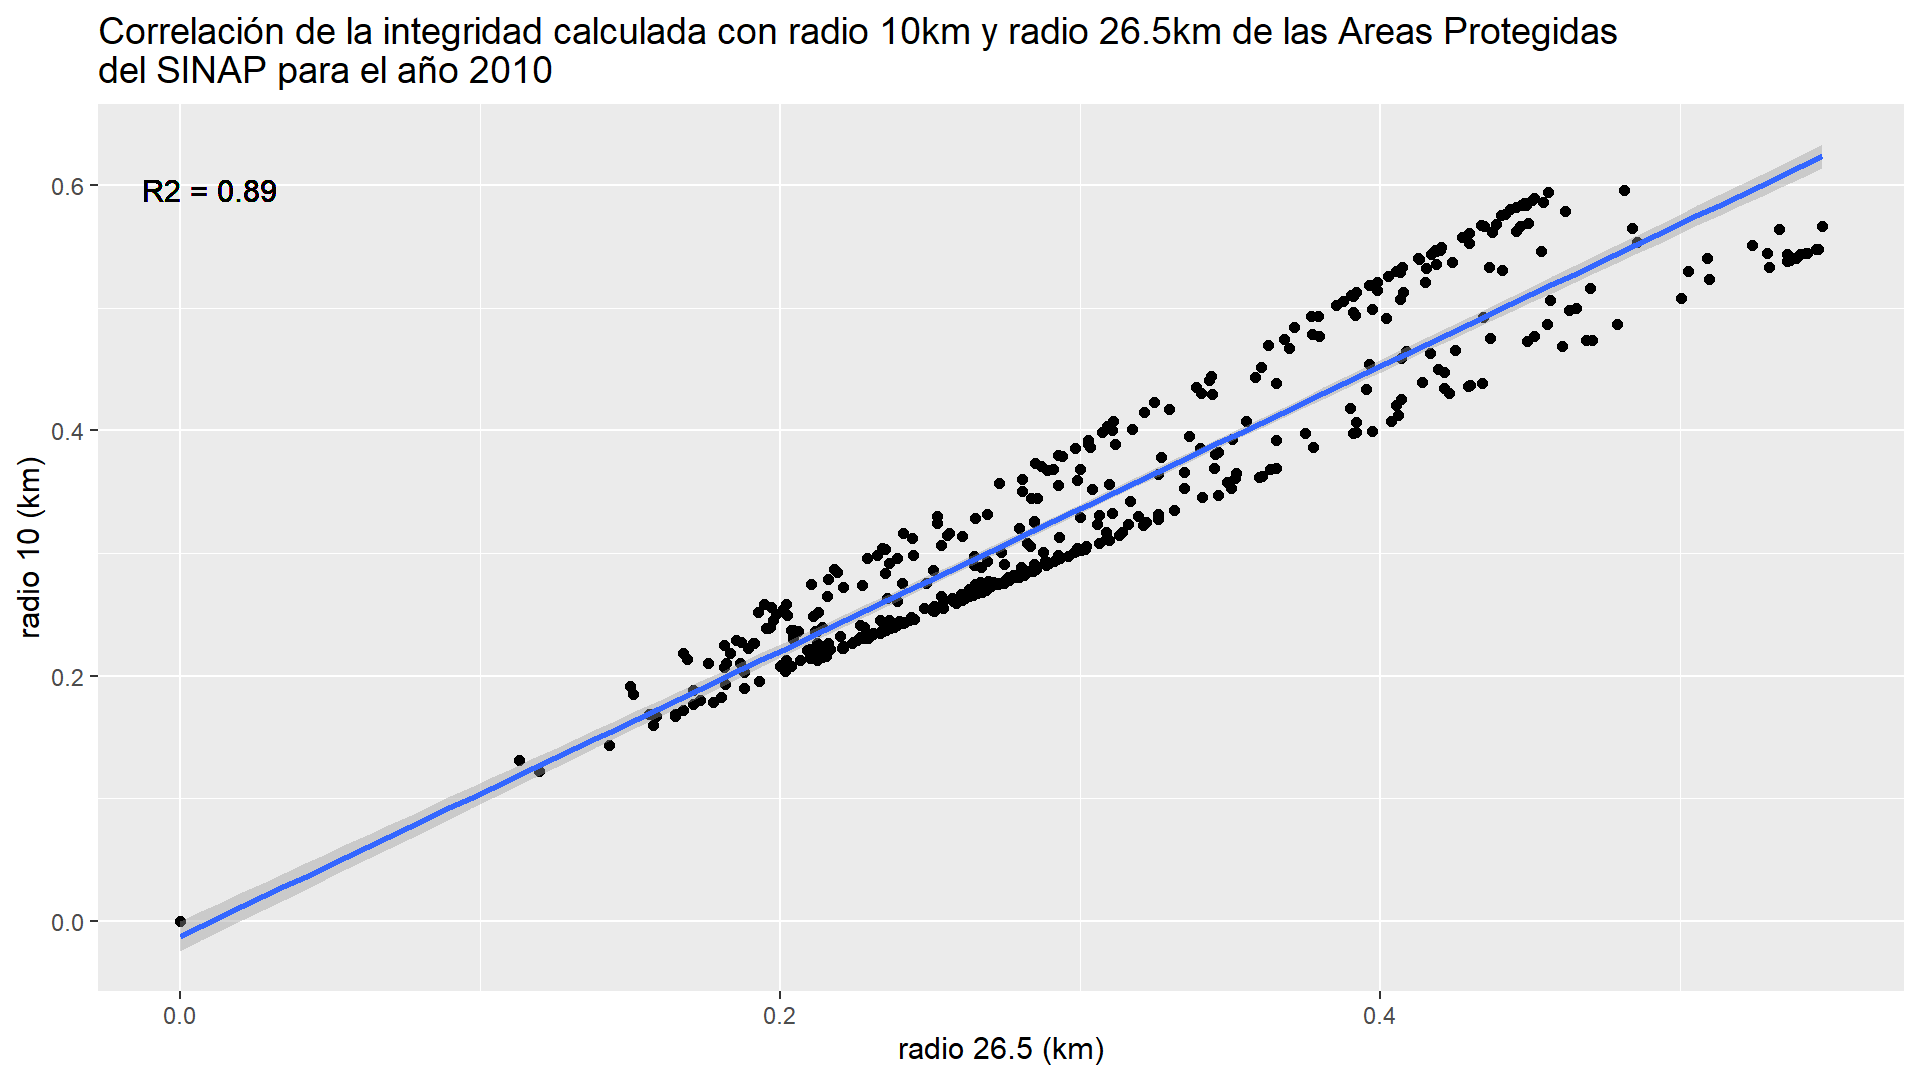 Correlación de la integridad calculada con radio 10km y radio 26.5km de las Areas Protegidas
del SINAP para el año 2010
R2 = 0.89
0.6
0.4
0.2
0.0
radio 10 (km)
0.0
0.2
0.4
radio 26.5 (km)